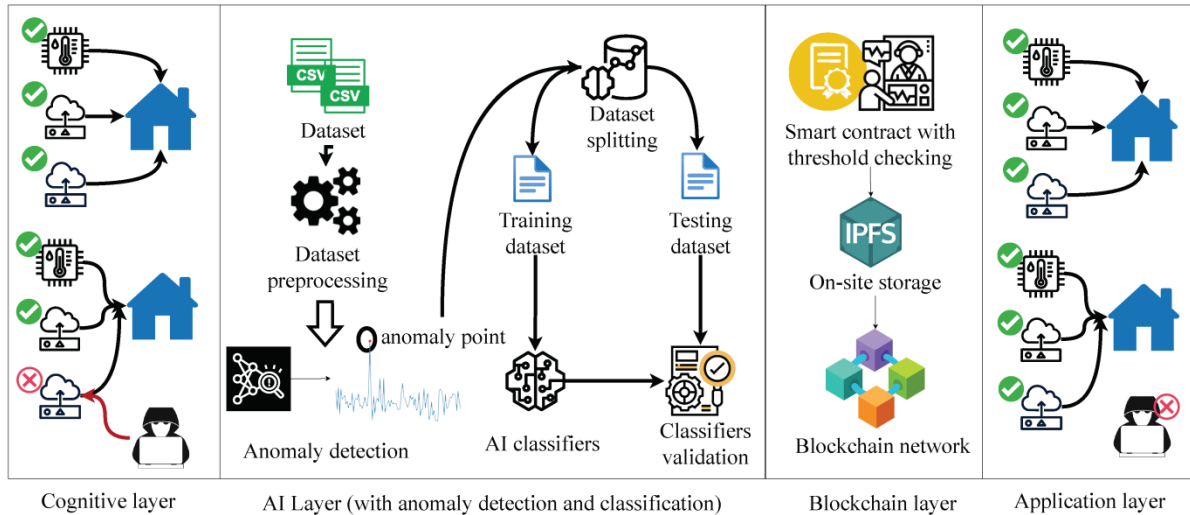 CSV
CSV
Dataset
Dataset
preprocessing
anomaly point
Anomaly detection
Dataset
splitting
Training
dataset
Testing
dataset
AI classifiers
Classifiers
validation
Smart contract with
threshold checking
IPFS
On-site storage
Blockchain network
Cognitive layer
AI Layer (with anomaly detection and classification)
Blockchain layer
Application layer